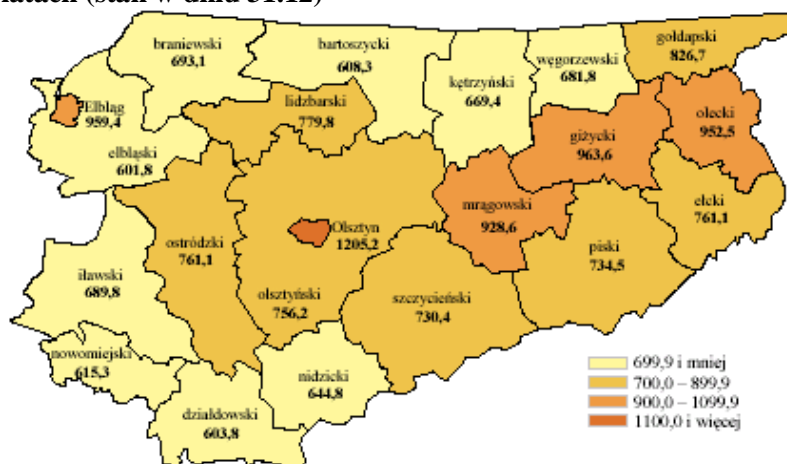 (stan w dniu 31.12)
braniewski
693,1
bartoszycki
608,3
kętrzyński
669,4
węgorzewski
681,8
gołdapski
826,7
Elbląg
959,4
lidzbarski
779,8
giżycki
963,6
olecki
952,5
elbląski
601,8
mrągowski
928,6
ełcki
761,1
ostródzki
761,1
Olsztyn
1205,2
piski
734,5
iławski
689,8
olsztyński
756,2
szczycieński
730,4
nowomiejski
615,3
nidzicki
644,8
działdowski
603,8
699,9 i mniej
700,0 – 899,9
900,0 – 1099,9
1100,0 i więcej